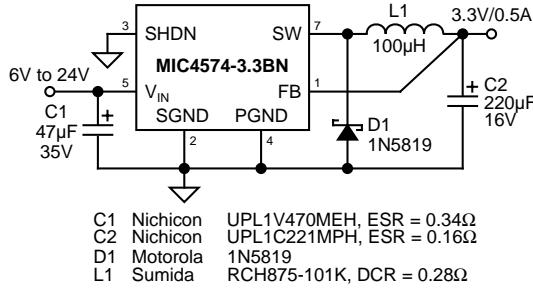 L1
3.3V/0.5A
3
SHDN
SW
7
100µH
MIC4574-3.3BN
6V to 24V
5
VIN
FB
1
C1
47µF
35V
SGND
PGND
2
4
D1
1N5819
C2
220µF
16V
+
+
C1 Nichicon UPL1V470MEH, ESR = 0.34Ω
C2 Nichicon UPL1C221MPH, ESR = 0.16Ω
D1 Motorola 1N5819
L1 Sumida RCH875-101K, DCR = 0.28Ω